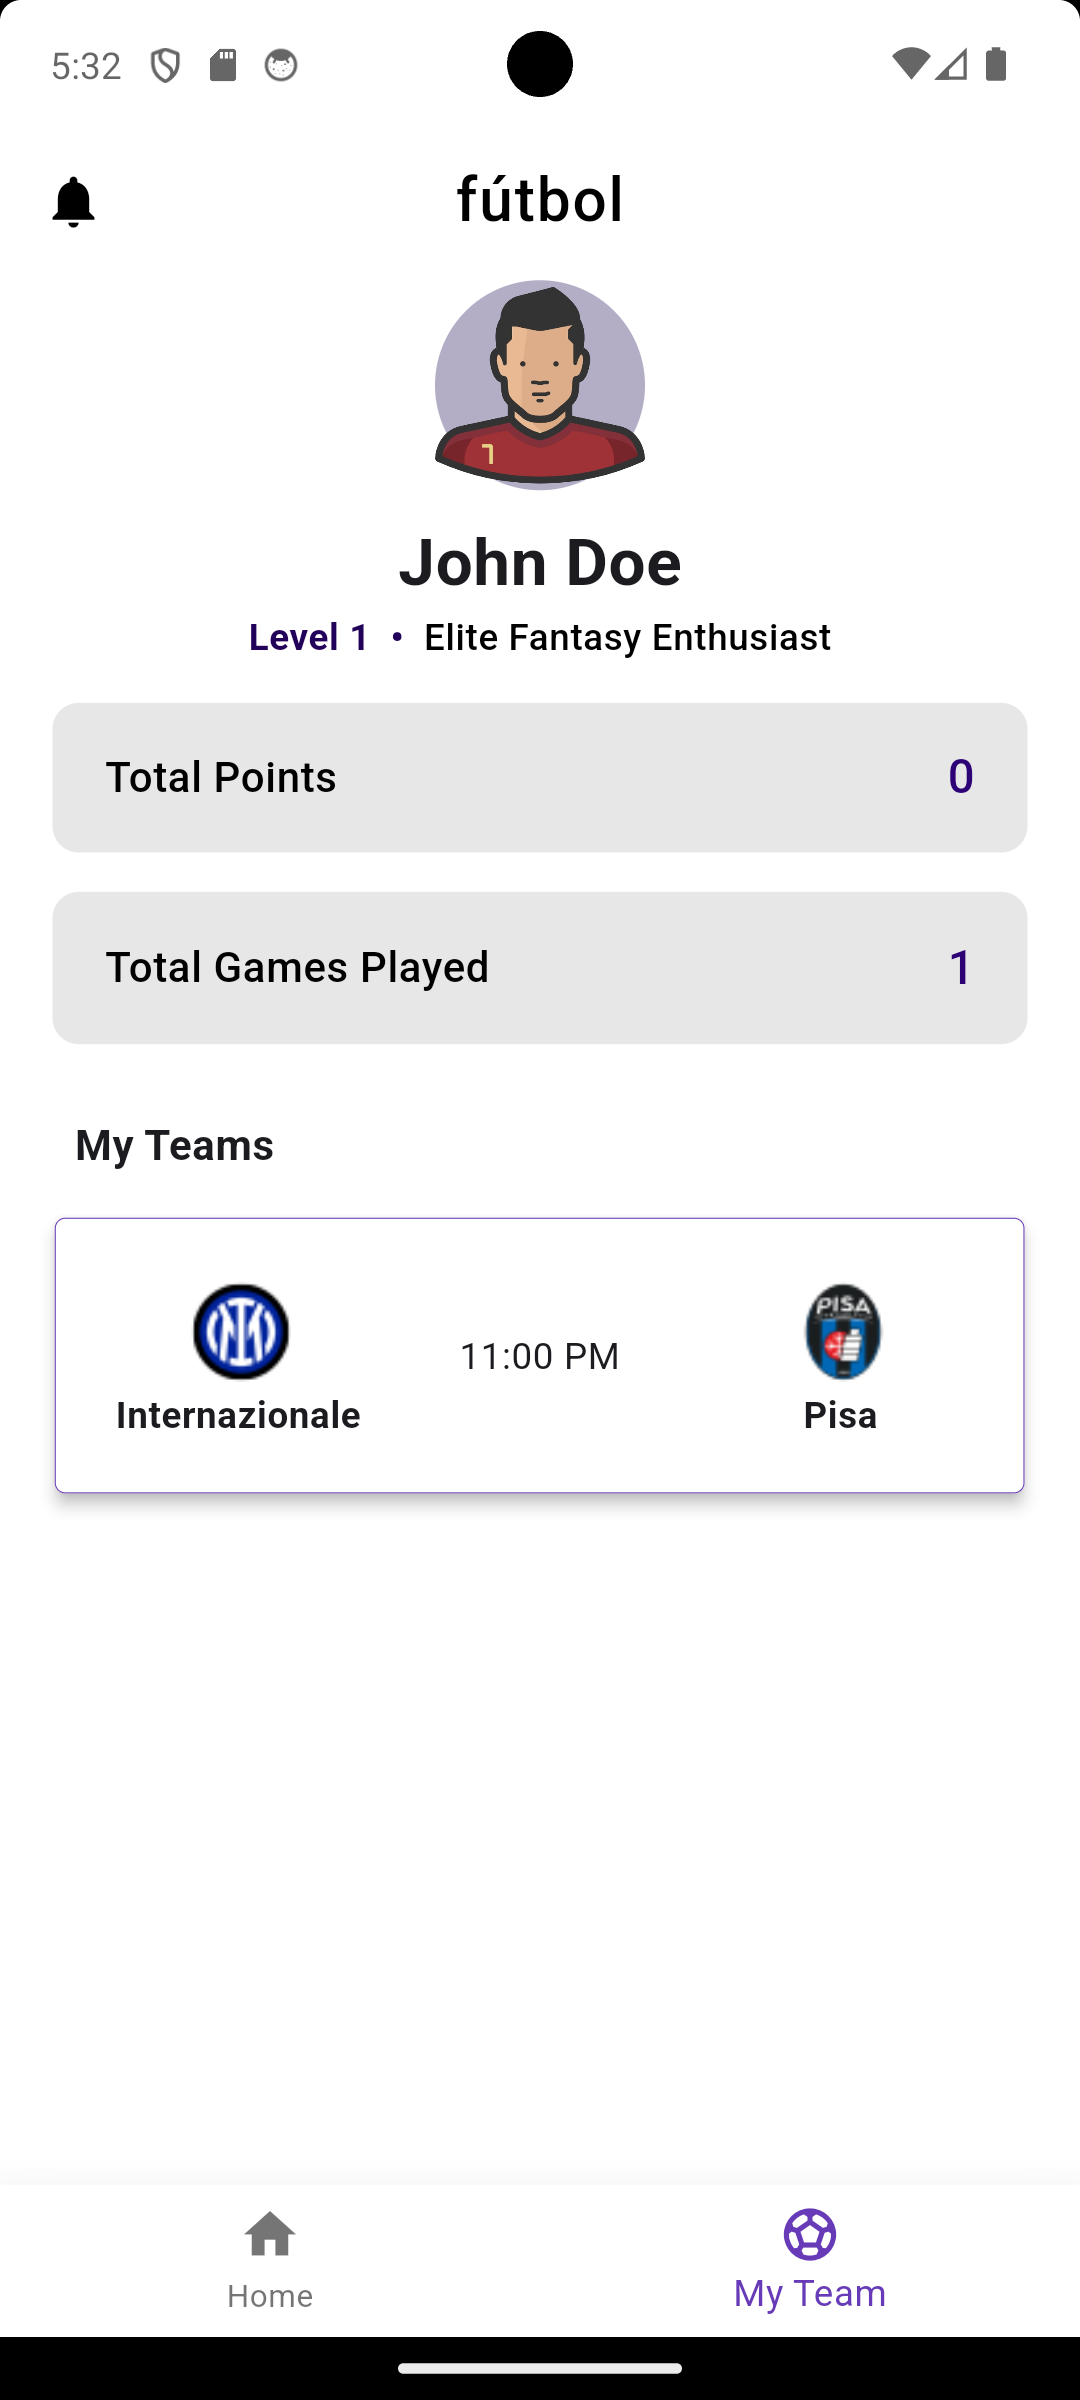 5:32
fútbol
John Doe
Level 1 • Elite Fantasy Enthusiast
Total Points 0
Total Games Played 1
My Teams
PISA
11:00 PM
Internazionale Pisa
Home My Team